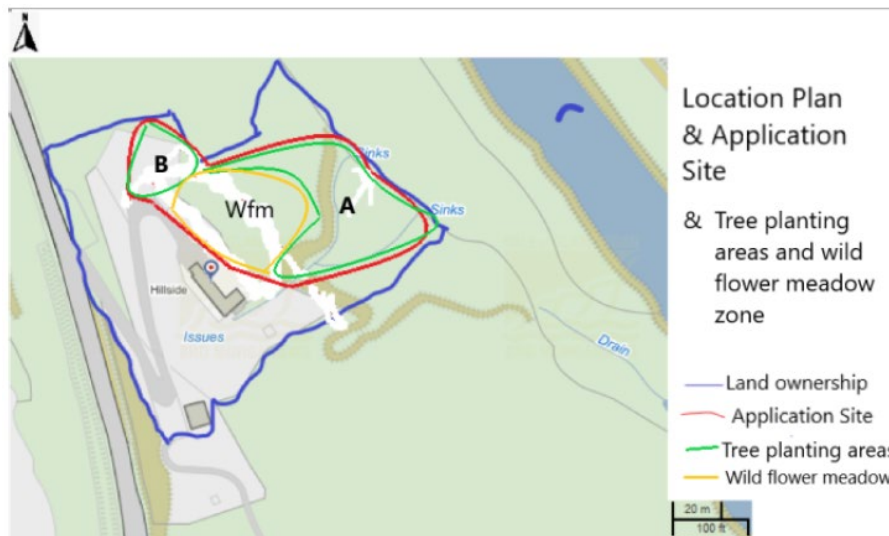 N
Location Plan
& Application
Site
& Tree planting
areas and wild
flower meadow
zone
B
Wfm
A
Sinks
Sinks
Hillside
Issues
Drain
Land ownership
Application Site
Tree planting areas
Wild flower meadow
20 m
100 ft